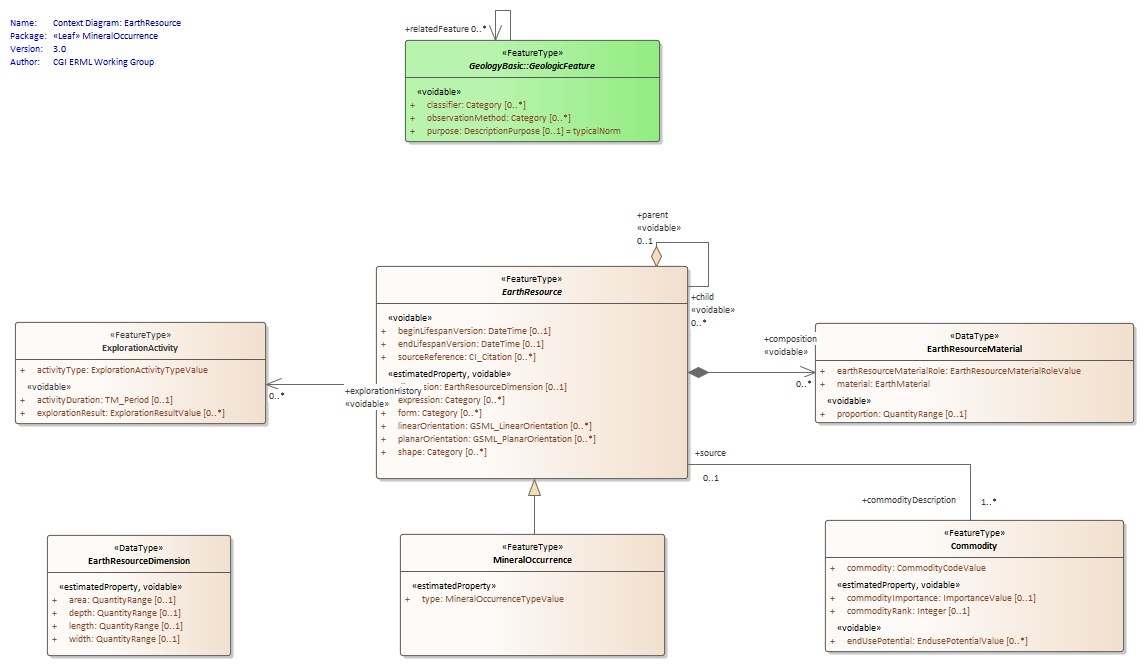 Name: Context Diagram: EarthResource
Package: «Leaf» MineralOccurrence
Version: 3.0
Author: CGI ERML Working Group
+relatedFeature 0..*
«FeatureType»
GeologyBasic::GeologicFeature
«voidable»
+ classifier: Category [0..*]
+ observationMethod: Category [0..*]
+ purpose: DescriptionPurpose [0..1] = typicalNorm
+parent
«voidable»
0..1
«FeatureType»
EarthResource
«voidable»
+ beginLifespanVersion: DateTime [0..1]
+ endLifespanVersion: DateTime [0..1]
+ sourceReference: CI_Citation [0..*]
«estimatedProperty, voidable»
sion: EarthResourceDimension [0..1]
expression: Category [0..*]
+ form: Category [0..*]
+ linearOrientation: GSML_LinearOrientation [0..*]
+ planarOrientation: GSML_PlanarOrientation [0..*]
+ shape: Category [0..*]
+child
«voidable»
0..*
«FeatureType»
ExplorationActivity
+ activityType: ExplorationActivityTypeValue
«voidable»
+ activityDuration: TM_Period [0..1]
+ explorationResult: ExplorationResultValue [0..*]
0..*
+explorationHistory
«voidable»
+composition
«voidable»
0..*
«DataType»
EarthResourceMaterial
+ earthResourceMaterialRole: EarthResourceMaterialRoleValue
+ material: EarthMaterial
«voidable»
+ proportion: QuantityRange [0..1]
+source
0..1
+commodityDescription 1..*
«DataType»
EarthResourceDimension
«estimatedProperty, voidable»
+ area: QuantityRange [0..1]
+ depth: QuantityRange [0..1]
+ length: QuantityRange [0..1]
+ width: QuantityRange [0..1]
«FeatureType»
MineralOccurrence
«estimatedProperty»
+ type: MineralOccurrenceTypeValue
«FeatureType»
Commodity
+ commodity: CommodityCodeValue
«estimatedProperty, voidable»
+ commodityImportance: ImportanceValue [0..1]
+ commodityRank: Integer [0..1]
«voidable»
+ endUsePotential: EndusePotentialValue [0..*]